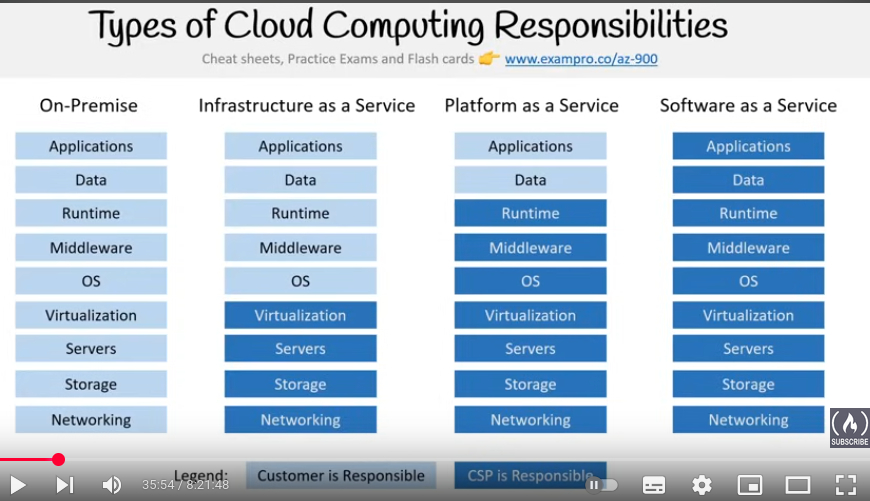 Types of Cloud Computing Responsibilities
Cheat sheets, Practice Exams and Flash cards 👉 www.exampro.co/az-900
On-Premise Infrastructure as a Service Platform as a Service Software as a Service
Applications Applications Applications Applications
Data Data Data Data
Runtime Runtime Runtime Runtime
Middleware Middleware Middleware Middleware
OS OS OS OS
Virtualization Virtualization Virtualization Virtualization
Servers Servers Servers Servers
Storage Storage Storage Storage
Networking Networking Networking Networking
SUBSCRIBE
Legend: Customer is Responsible CSP is Responsible
35:54 / 8:21:48